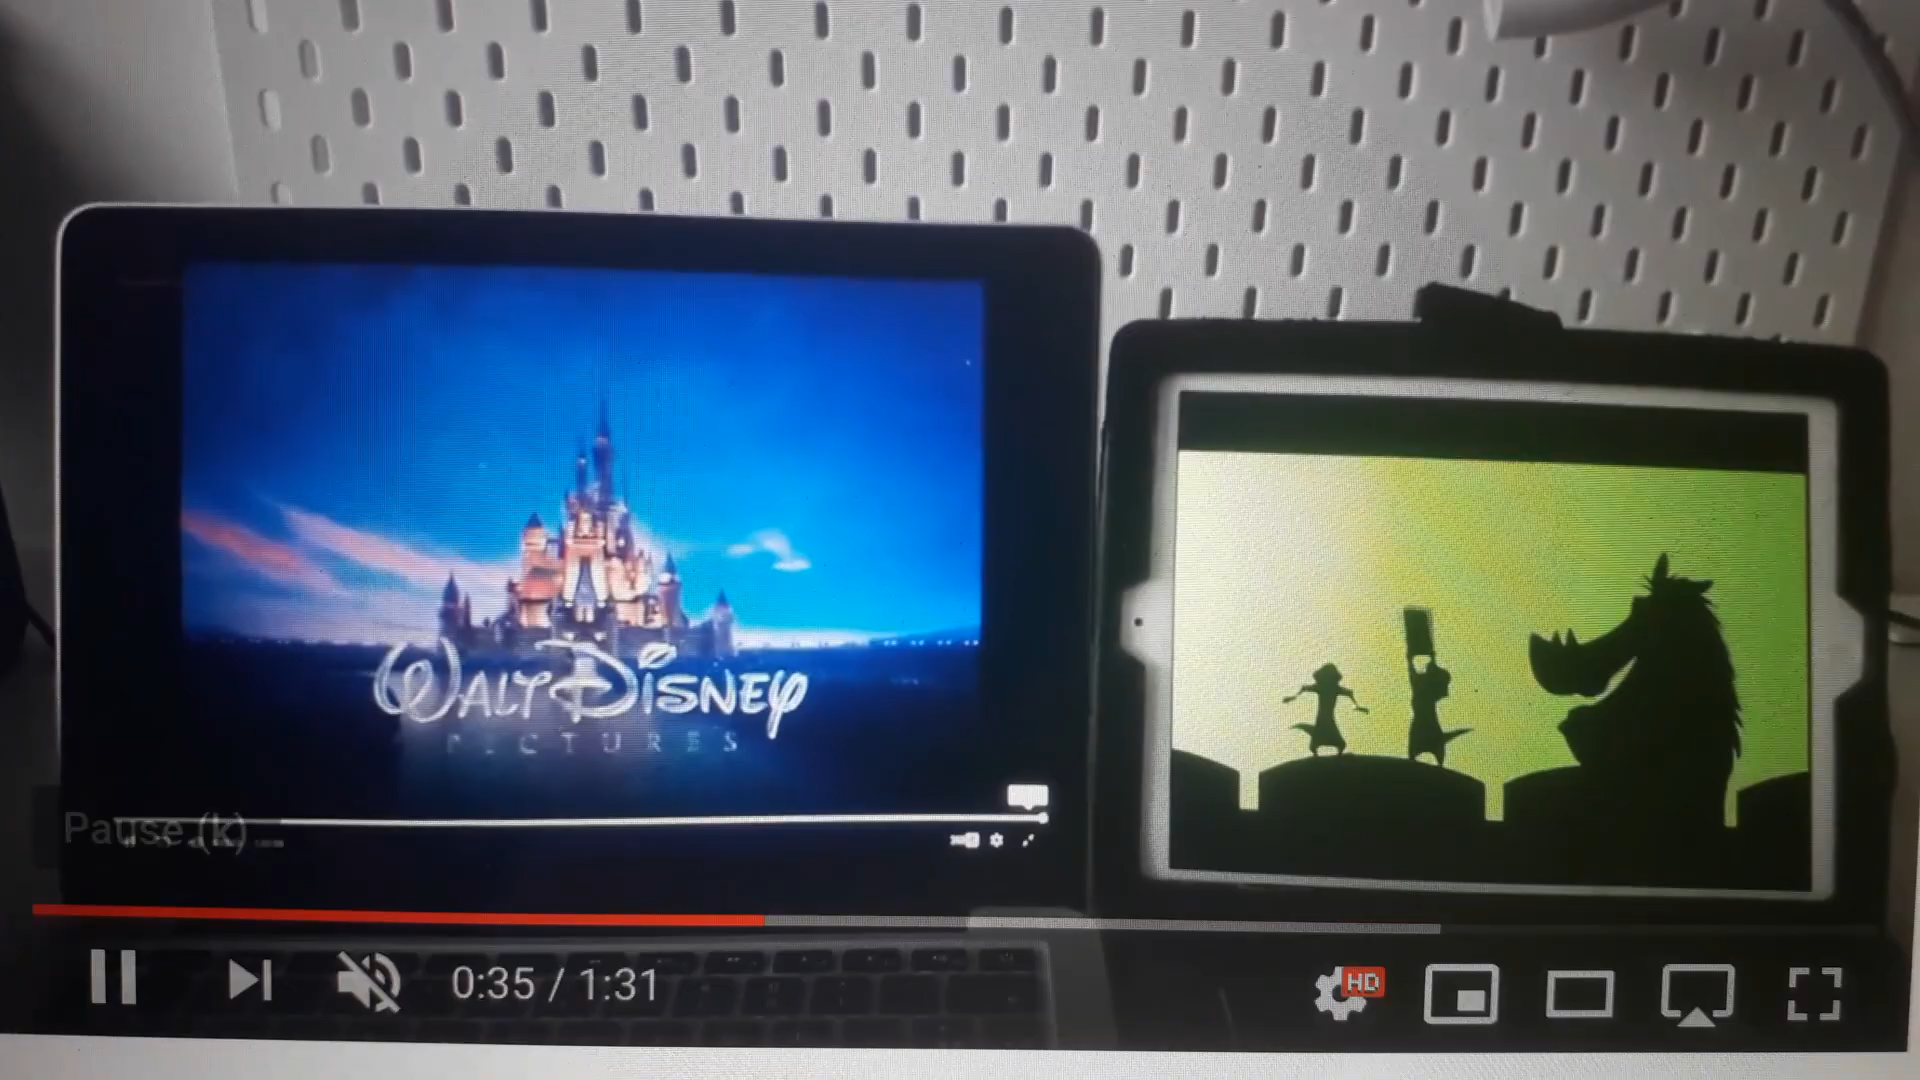 WALT DISNEY
PICTURES
Pause (k)
0:35 / 1:31
HD